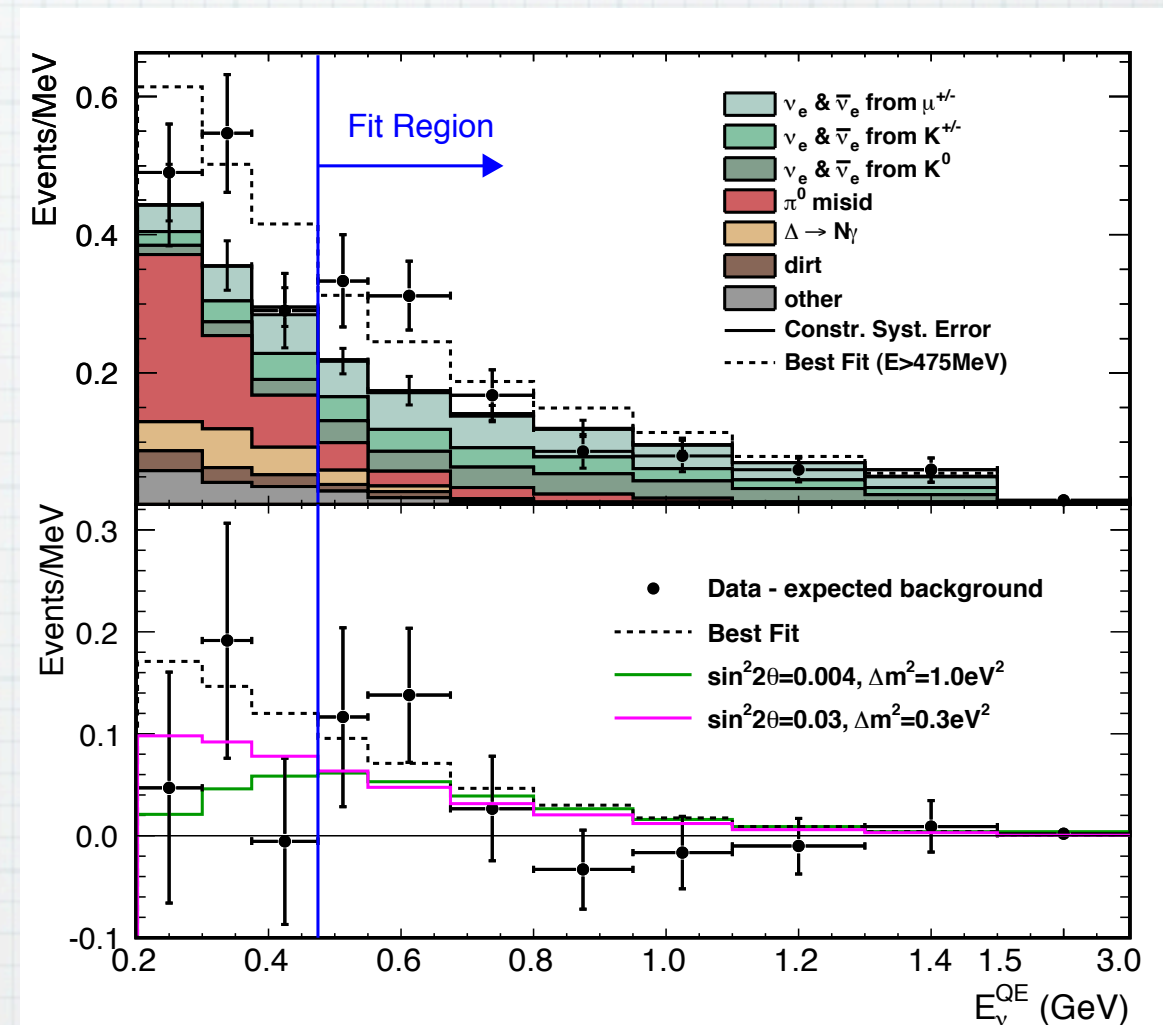 Events/MeV
0.6
0.4
0.2
Fit Region
ν_e & ν̅_e from μ^{+/-}
ν_e & ν̅_e from K^{+/-}
ν_e & ν̅_e from K^0
π^0 misid
Δ → Nγ
dirt
other
Constr. Syst. Error
Best Fit (E>475MeV)
Events/MeV
0.3
0.2
0.1
0.0
-0.1
Data - expected background
Best Fit
sin^22θ=0.004, Δm^2=1.0eV^2
sin^22θ=0.03, Δm^2=0.3eV^2
0.2 0.4 0.6 0.8 1.0 1.2 1.4 1.5 3.0
E_ν^{QE} (GeV)